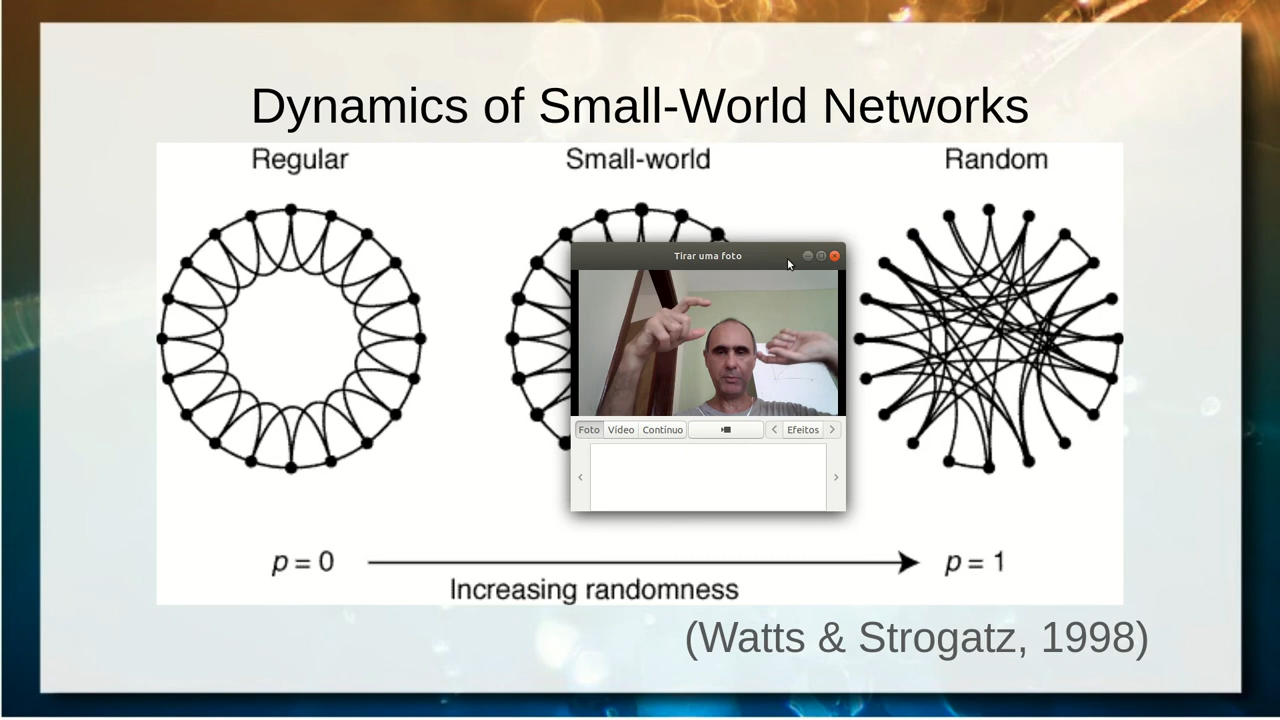 Dynamics of Small-World Networks
Regular Small-world Random
Tirar uma foto
Foto Vídeo Contínuo Efeitos
p = 0 p = 1
Increasing randomness
(Watts & Strogatz, 1998)